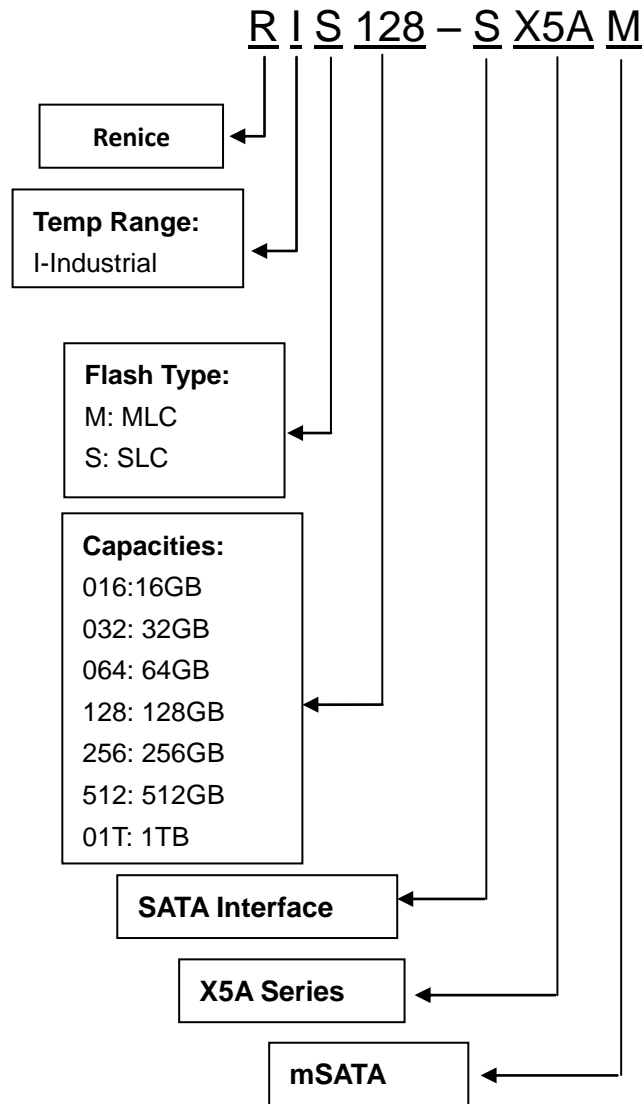 R I S 128 – S X5A M
Renice
Temp Range:
I-Industrial
Flash Type:
M: MLC
S: SLC
Capacities:
016:16GB
032: 32GB
064: 64GB
128: 128GB
256: 256GB
512: 512GB
01T: 1TB
SATA Interface
X5A Series
mSATA